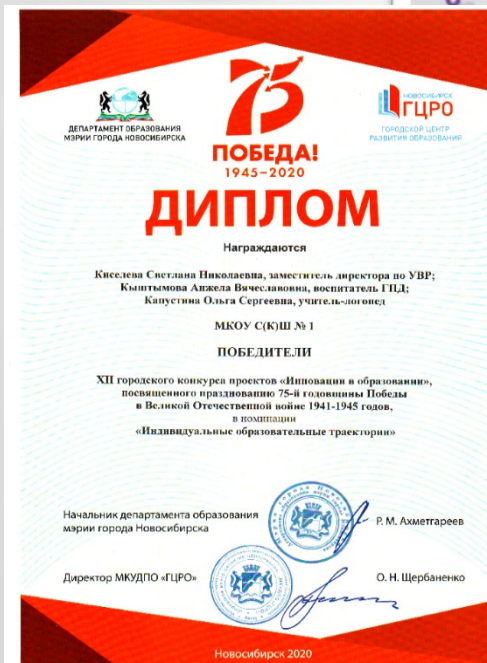 75
ПОБЕДА!
1945–2020
ДЕПАРТАМЕНТ ОБРАЗОВАНИЯ
МЭРИИ ГОРОДА НОВОСИБИРСКА
НОВОСИБИРСК
ГЦРО
ГОРОДСКОЙ ЦЕНТР
РАЗВИТИЯ ОБРАЗОВАНИЯ
ДИПЛОМ
Награждаются
Киселева Светлана Николаевна, заместитель директора по УВР;
Кыштымова Анжела Вячеславовна, воспитатель ГПД;
Капустина Ольга Сергеевна, учитель-логопед
МКОУ С(К)Ш № 1
ПОБЕДИТЕЛИ
XII городского конкурса проектов «Инновации в образовании»,
посвященного празднованию 75-й годовщины Победы
в Великой Отечественной войне 1941-1945 годов,
в номинации
«Индивидуальные образовательные траектории»
Начальник департамента образования
мэрии города Новосибирска
Р. М. Ахметгареев
Директор МКУДПО «ГЦРО»
О. Н. Щербаненко
Новосибирск 2020